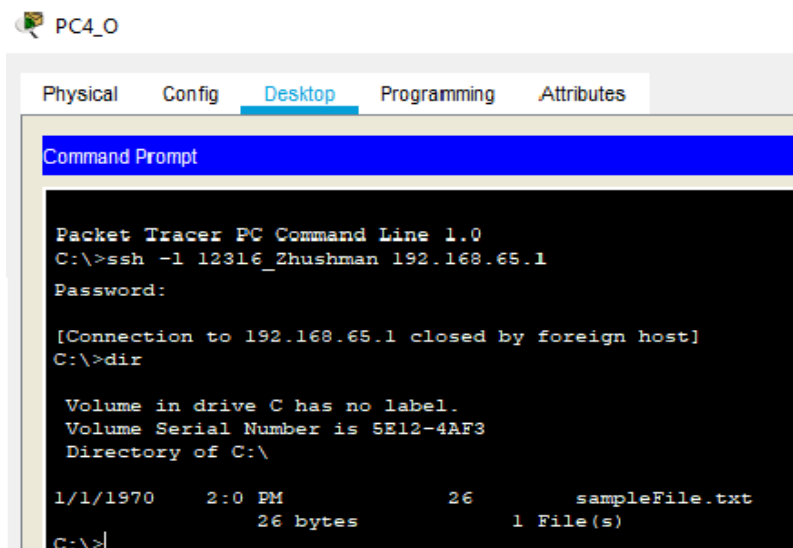 PC4_O
Physical Config Desktop Programming Attributes
Command Prompt
Packet Tracer PC Command Line 1.0
C:\>ssh -l 12316_Zhushman 192.168.65.1
Password:
[Connection to 192.168.65.1 closed by foreign host]
C:\>dir
Volume in drive C has no label.
Volume Serial Number is 5E12-4AF3
Directory of C:\
1/1/1970 2:0 PM 26 sampleFile.txt
26 bytes 1 File(s)
C:\>